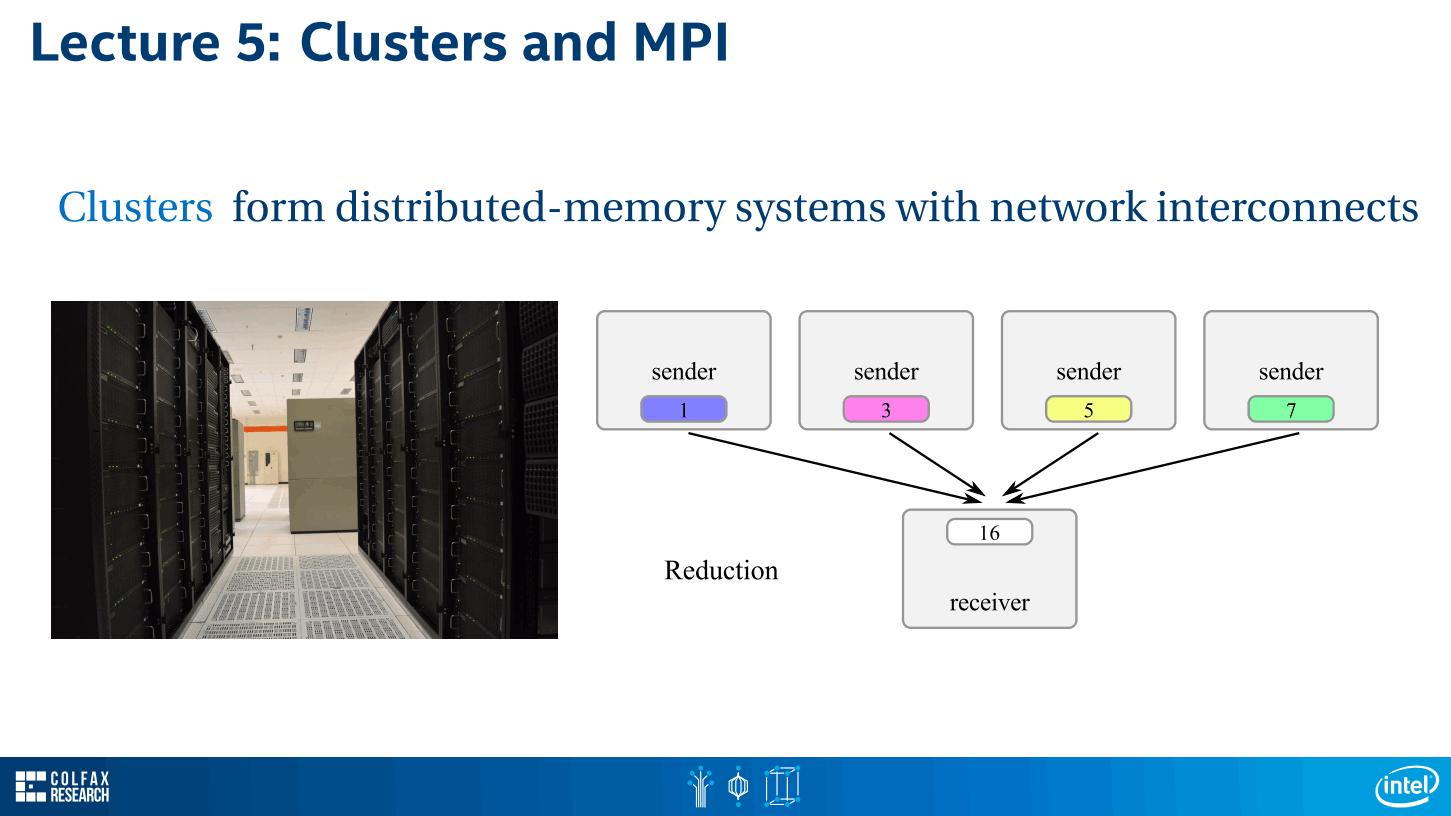 Lecture 5: Clusters and MPI
Clusters form distributed-memory systems with network interconnects
sender
sender
sender
sender
1
3
5
7
16
Reduction
receiver
COLFAX
RESEARCH
intel